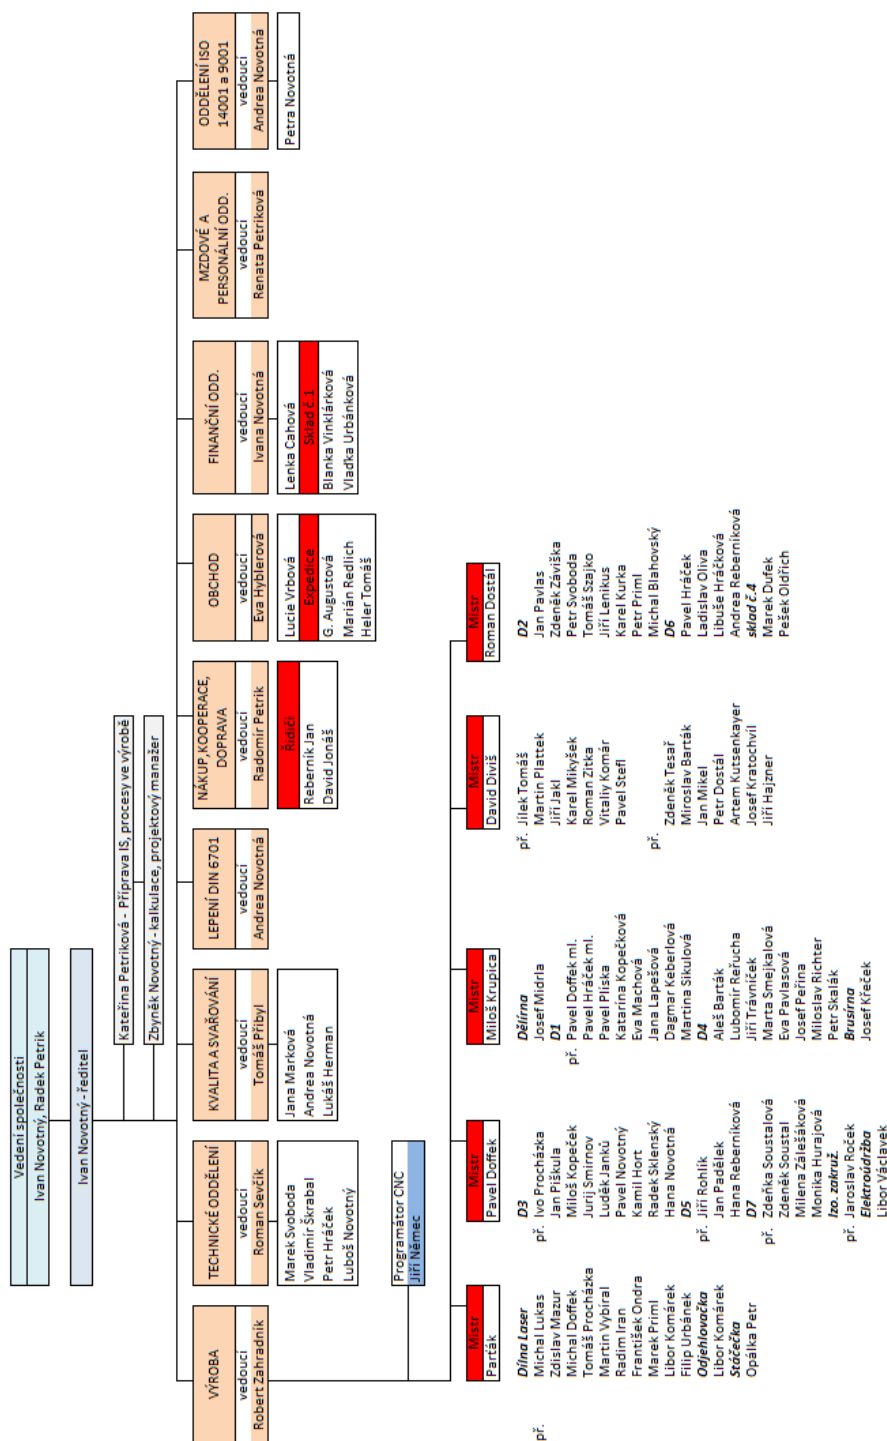 Vedení společnosti
Ivan Novotný, Radek Petrik
Ivan Novotný - ředitel
Kateřina Petriková - Příprava IS, procesy ve výrobě
Zbyněk Novotný - kalkulace, projektový manažer
VÝROBA
vedoucí
Robert Zahradník
TECHNICKÉ ODDĚLENÍ
vedoucí
Roman Sevčik
Marek Svoboda
Vladimír Škrabal
Petr Hráček
Luboš Novotný
KVALITA A SVAŘOVÁNÍ
vedoucí
Tomáš Přibyl
Jana Marková
Andrea Novotná
Lukáš Herman
LEPENÍ DIN 6701
vedoucí
Andrea Novotná
NÁKUP,KOOPERACE,
DOPRAVA
vedoucí
Radomír Petrik
Řidiči
Reberník Jan
David Jonáš
OBCHOD
vedoucí
Eva Hyblerová
Lucie Vrbová
Expedice
G. Augustová
Marián Redlich
Heler Tomáš
FINANČNÍ ODD.
vedoucí
Ivana Novotná
Lenka Cahová
Sklad č.1
Blanka Vinklárková
Vlaďka Urbánková
MZDOVÉ A
PERSONÁLNÍ ODD.
vedoucí
Renata Petriková
ODDĚLENÍ ISO
14001 a 9001
vedoucí
Andrea Novotná
Petra Novotná
Programátor CNC
Jiří Němec
Mistr
Parťák
Dílna Laser
př. Michal Lukas
Zdislav Mazur
Michal Doffek
Tomáš Procházka
Martin Vybíral
Radim Iran
František Ondra
Marek Priml
Libor Komárek
Filip Urbánek
Odjehlovačka
Libor Komárek
Stáčečka
Opálka Petr
Mistr
Pavel Doffek
D3
př. Ivo Procházka
Jan Piškula
Miloš Kopeček
Jurij Smirnov
Luděk Janků
Pavel Novotný
Kamil Hort
Radek Sklenský
Hana Novotná
D5
př. Jiří Rohlík
Jan Padělek
Hana Reberníková
D7
př. Zdeňka Soustalová
Zdeněk Soustal
Milena Zálešáková
Monika Hurajová
Izo. zakruž.
př. Jaroslav Roček
Elektroúdržba
Libor Václavek
Mistr
Miloš Krupica
Dělírna
Josef Midrla
D1
př. Pavel Doffek ml.
Pavel Hráček ml.
Pavel Pliska
Katarína Kopečková
Eva Machová
Jana Lapešová
Dagmar Keberlová
Martina Sikulová
D4
Aleš Barták
Lubomír Reřucha
Jiří Trávníček
Marta Smejkalová
Eva Pavlasová
Josef Peřina
Miloslav Richter
Petr Skalák
Brusírna
Josef Křeček
Mistr
David Diviš
př. Jilek Tomáš
Martin Plattek
Jiří Jakl
Karel Mikyšek
Roman Zitka
Vitaliy Komár
Pavel Stefl
př.
Zdeněk Tesař
Miroslav Barták
Jan Mikel
Petr Dostál
Artem Kutsenkayer
Josef Kratochvil
Jiří Hajzner
Mistr
Roman Dostál
D2
Jan Pavlas
Zdeněk Záviška
Petr Svoboda
Tomáš Szajko
Jiří Lenikus
Karel Kurka
Petr Priml
Michal Blahovský
D6
Pavel Hráček
Ladislav Oliva
Libuše Hráčková
Andrea Reberníková
sklad č.4
Marek Dufek
Pešek Oldřich